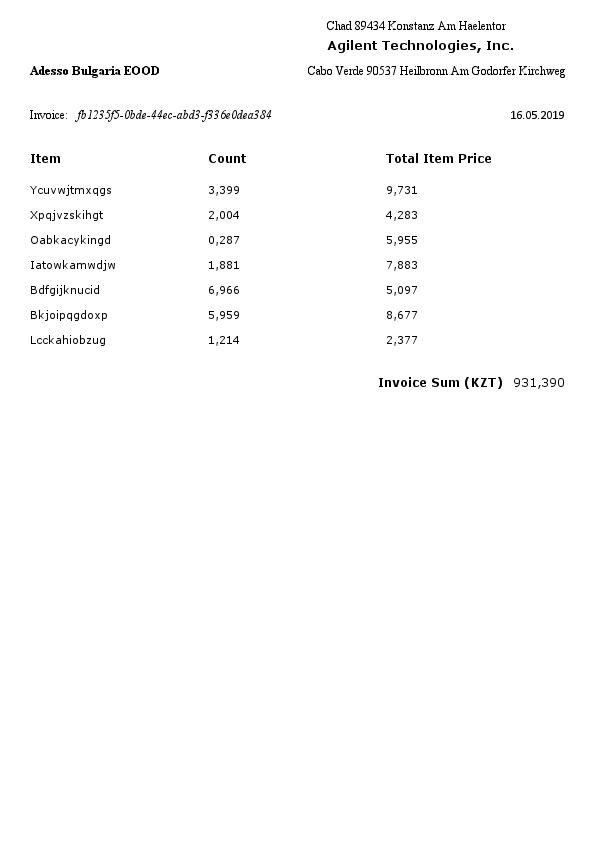 Chad 89434 Konstanz Am Haelentor
Agilent Technologies, Inc.
Adesso Bulgaria EOOD Cabo Verde 90537 Heilbronn Am Godorfer Kirchweg
Invoice: fb1235f5-0bde-44ec-abd3-f336e0dea384 16.05.2019
Item Count Total Item Price
Ycuvwjtmxqgs 3,399 9,731
Xpqjvzskihgt 2,004 4,283
Oabkacykingd 0,287 5,955
Iatowkamwdjw 1,881 7,883
Bdfgijknucid 6,966 5,097
Bkjoipqgdoxp 5,959 8,677
Lcckahiobzug 1,214 2,377
Invoice Sum (KZT) 931,390